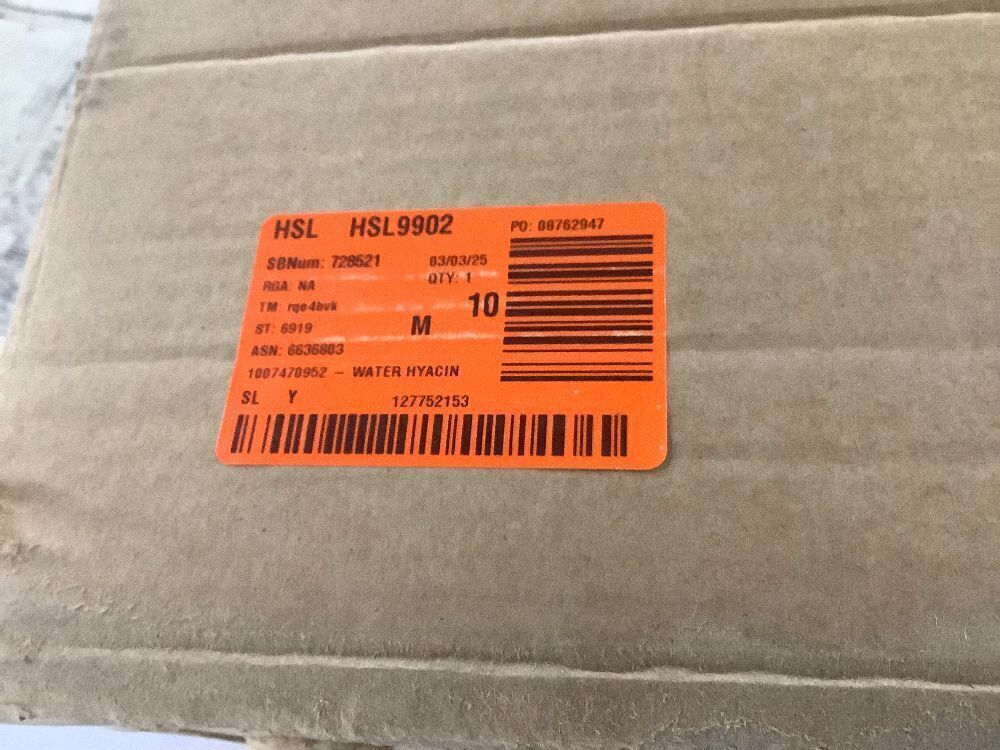 HSL HSL9902
PO: 08762947
SBNum: 728521 03/03/25
RGA: NA QTY: 1
TM: rqe4bvk 10
ST: 6919 M
ASN: 6636803
1007470952 - WATER HYACIN
SL Y 127752153